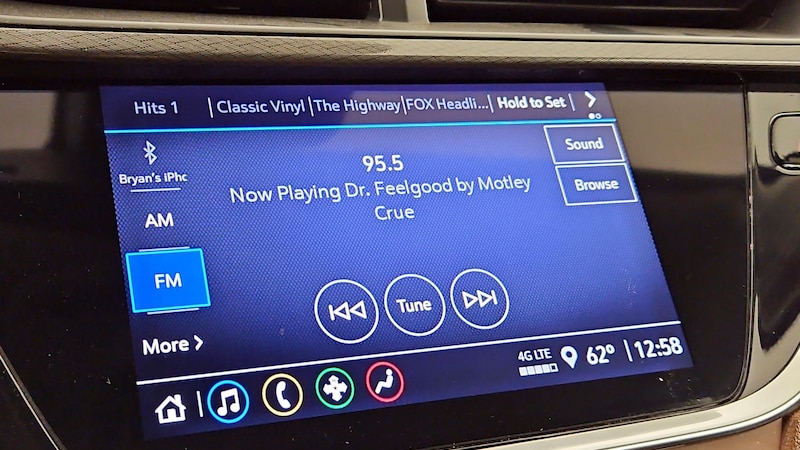 Hits 1 | Classic Vinyl | The Highway | FOX Headli... | Hold to Set |
Bryan's iPhc
AM
FM
More
95.5
Now Playing Dr. Feelgood by Motley
Crue
Sound
Browse
Tune
4G LTE
62° | 12:58